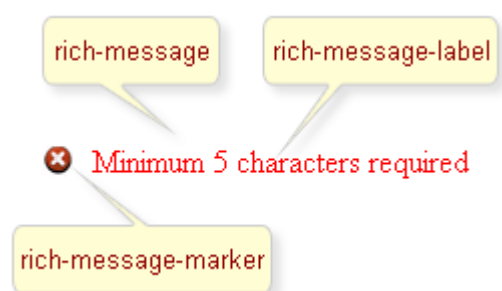 rich-message
rich-message-label
Minimum 5 characters required
rich-message-marker